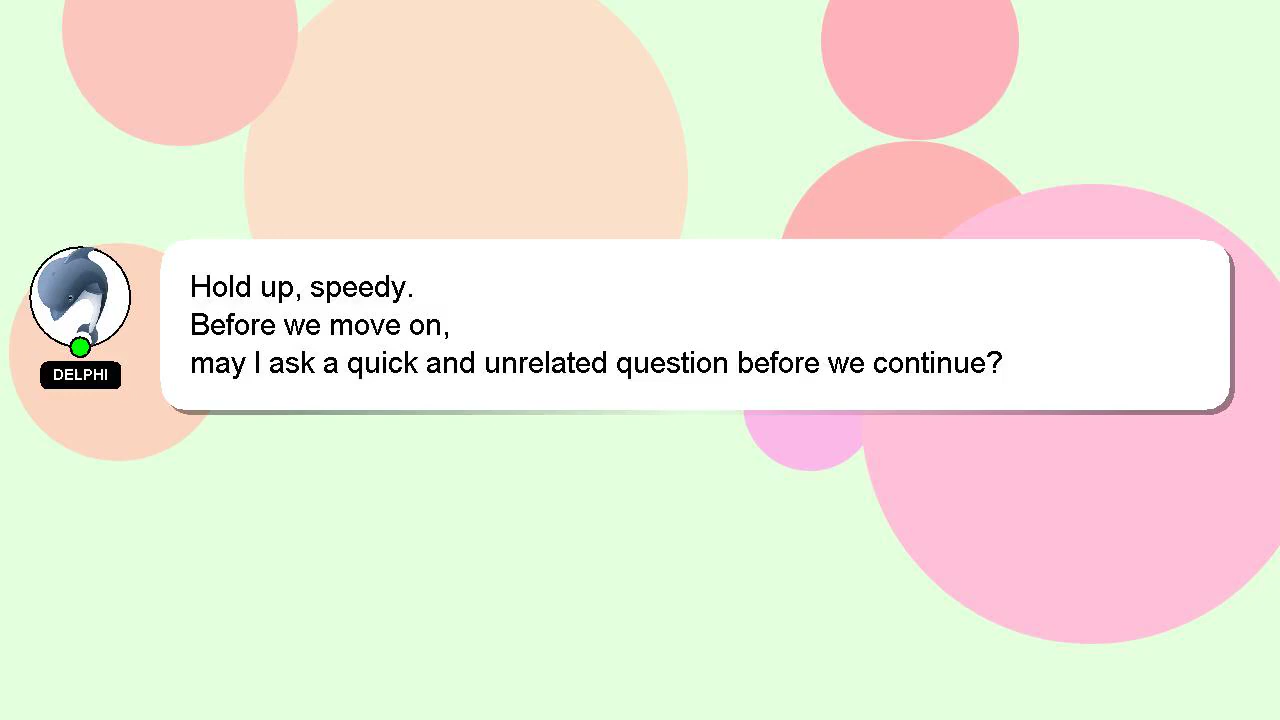 Hold up, speedy.
Before we move on,
may I ask a quick and unrelated question before we continue?
DELPHI